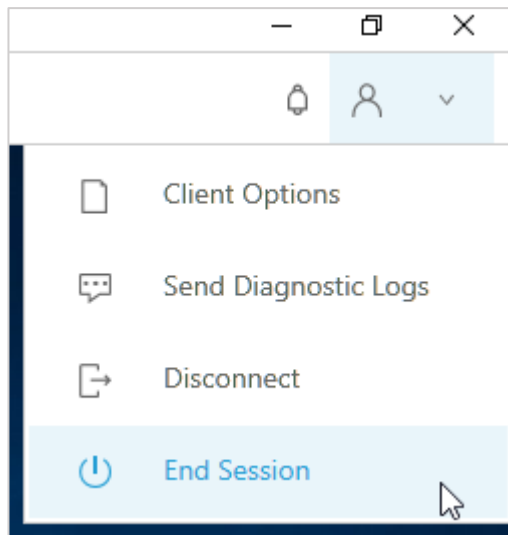 Client Options
Send Diagnostic Logs
Disconnect
End Session